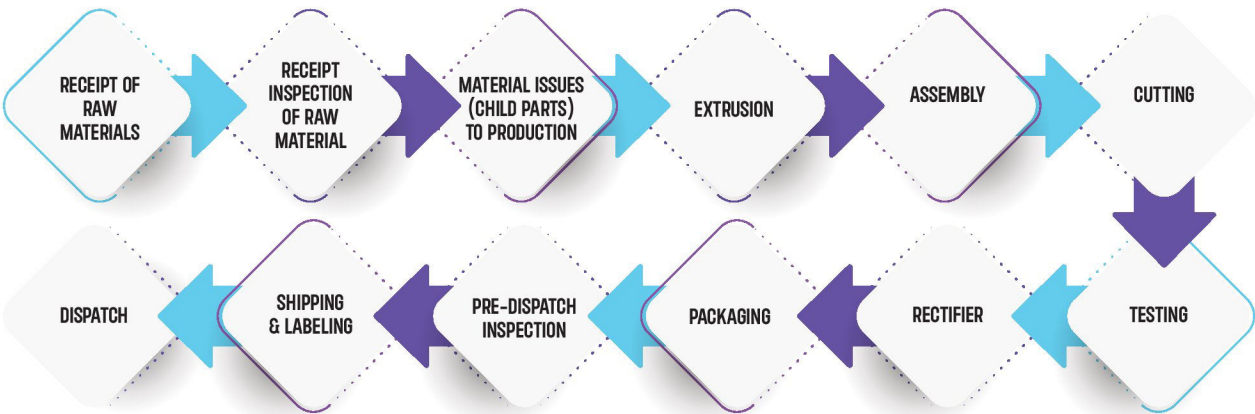 RECEIPT OF
RAW
MATERIALS
RECEIPT
INSPECTION
OF RAW
MATERIAL
MATERIAL ISSUES
(CHILD PARTS)
TO PRODUCTION
EXTRUSION
ASSEMBLY
CUTTING
TESTING
RECTIFIER
PACKAGING
PRE-DISPATCH
INSPECTION
SHIPPING
& LABELING
DISPATCH